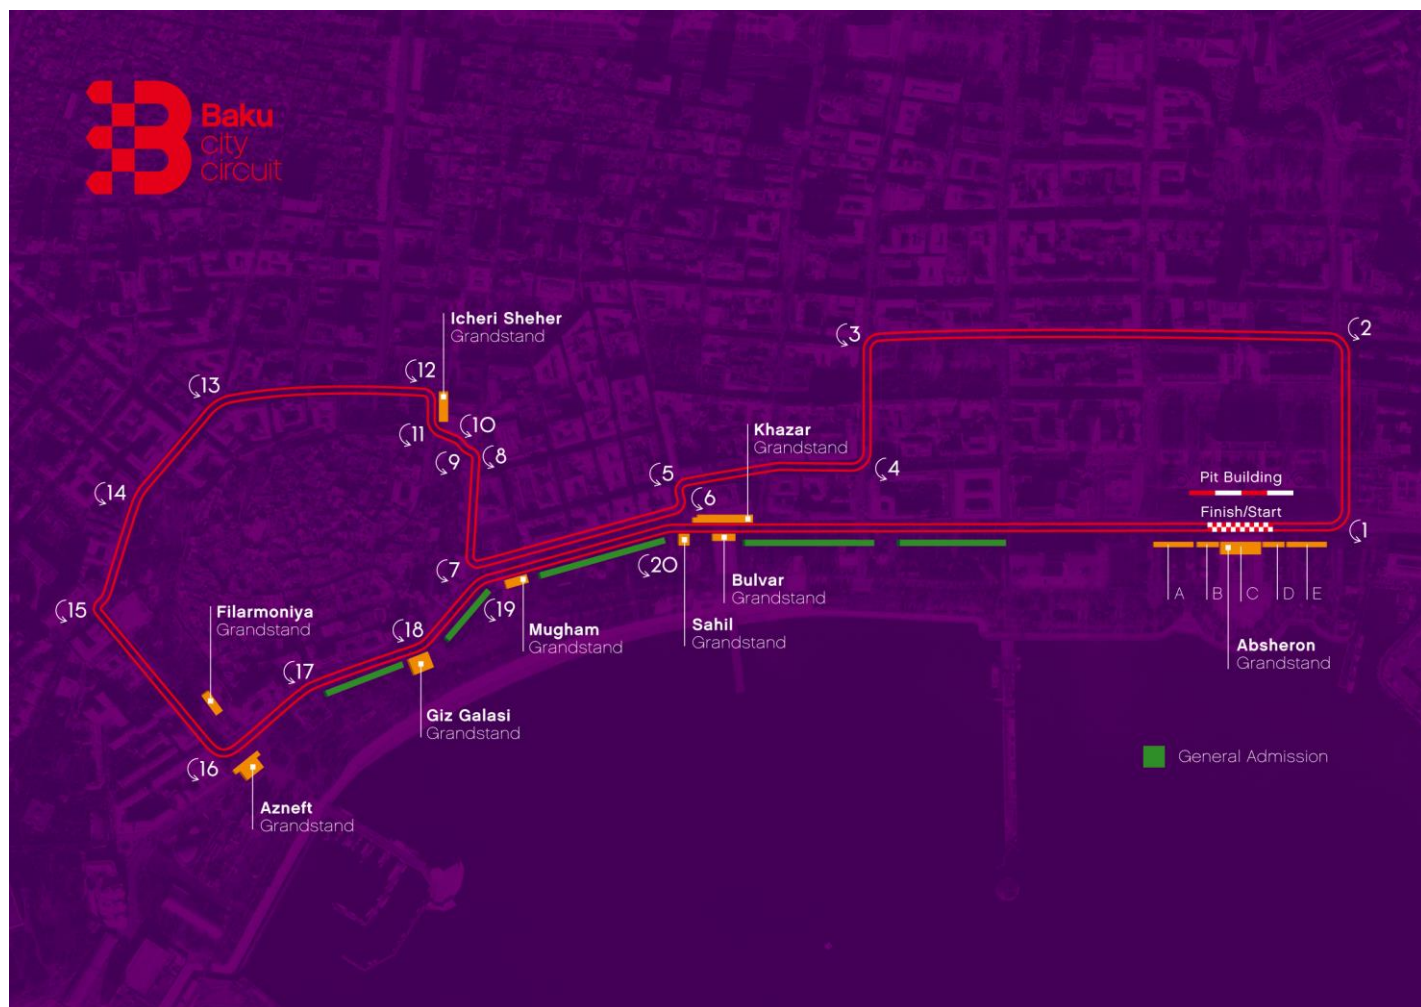 Baku
city
circuit
2
3
Icheri Sheher
Grandstand
12
13
11
10
9
8
Khazar
Grandstand
5
4
6
Pit Building
Finish/Start
1
14
7
20
Bulvar
Grandstand
A
B
C
D
E
15
Filarmoniya
Grandstand
19
18
Mugham
Grandstand
Sahil
Grandstand
Absheron
Grandstand
17
Giz Galasi
Grandstand
16
General Admission
Azneft
Grandstand